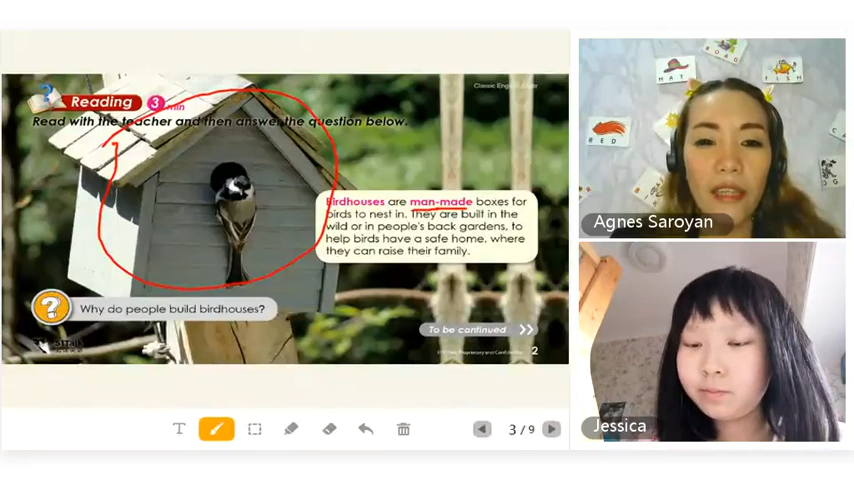 Classic English
Reading 3 min
Read with the teacher and then answer the question below.
Birdhouses are man-made boxes for
birds to nest in. They are built in the
wild or in people's back gardens, to
help birds have a safe home, where
they can raise their family.
Why do people build birdhouses?
To be continued
2
T
3 / 9
ROAD
HAT
FISH
RED
Agnes Saroyan
Jessica